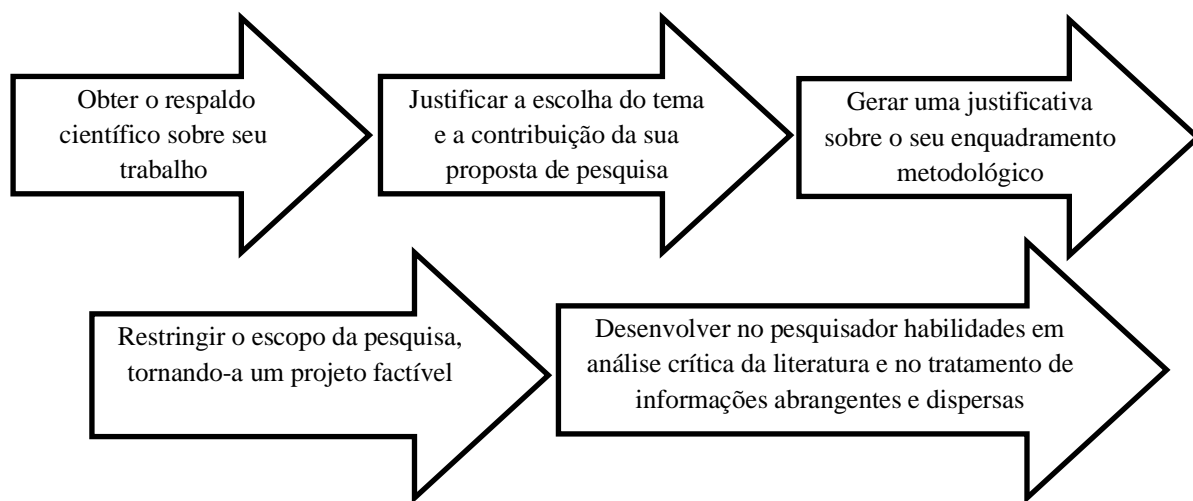 Obter o respaldo
científico sobre seu
trabalho
Justificar a escolha do tema
e a contribuição da sua
proposta de pesquisa
Gerar uma justificativa
sobre o seu enquadramento
metodológico
Restringir o escopo da pesquisa,
tornando-a um projeto factível
Desenvolver no pesquisador habilidades em
análise crítica da literatura e no tratamento de
informações abrangentes e dispersas